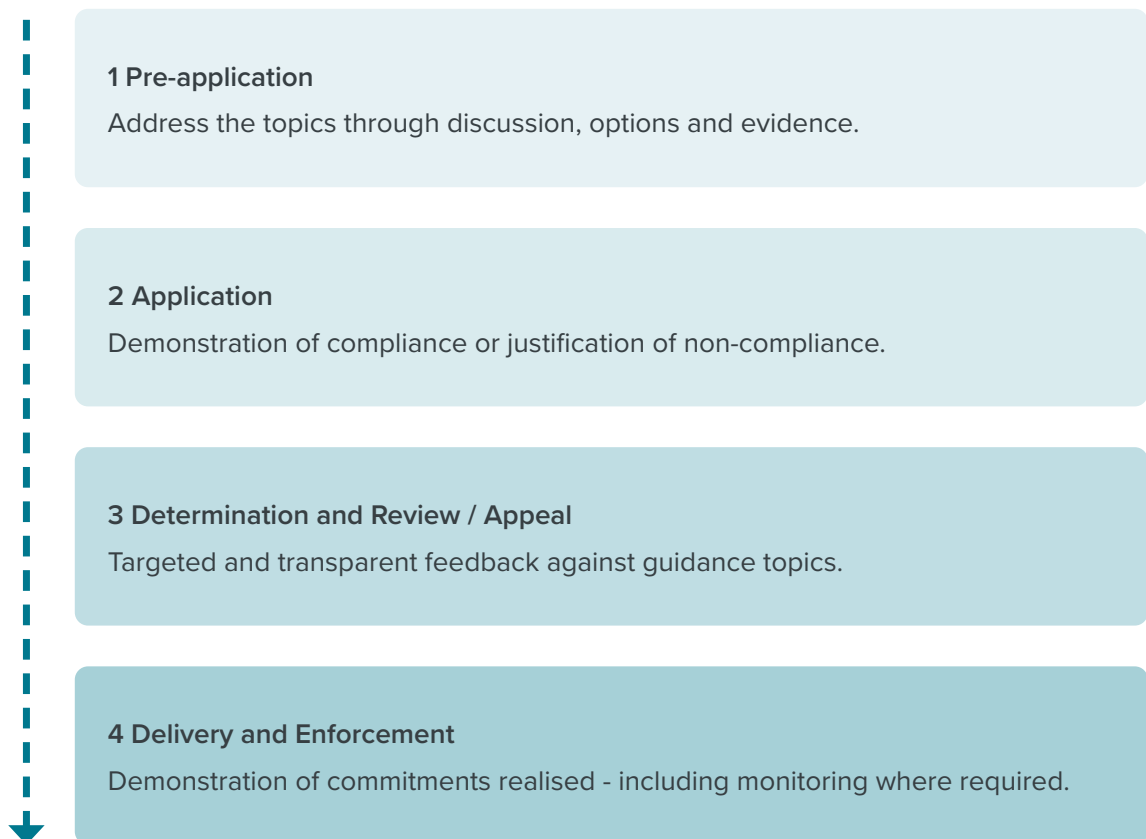 1 Pre-application
Address the topics through discussion, options and evidence.
2 Application
Demonstration of compliance or justification of non-compliance.
3 Determination and Review / Appeal
Targeted and transparent feedback against guidance topics.
4 Delivery and Enforcement
Demonstration of commitments realised - including monitoring where required.